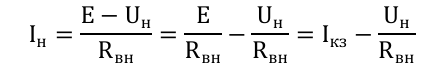 Iн = (E − Uн) / Rвн = E / Rвн − Uн / Rвн = Iкз − Uн / Rвн